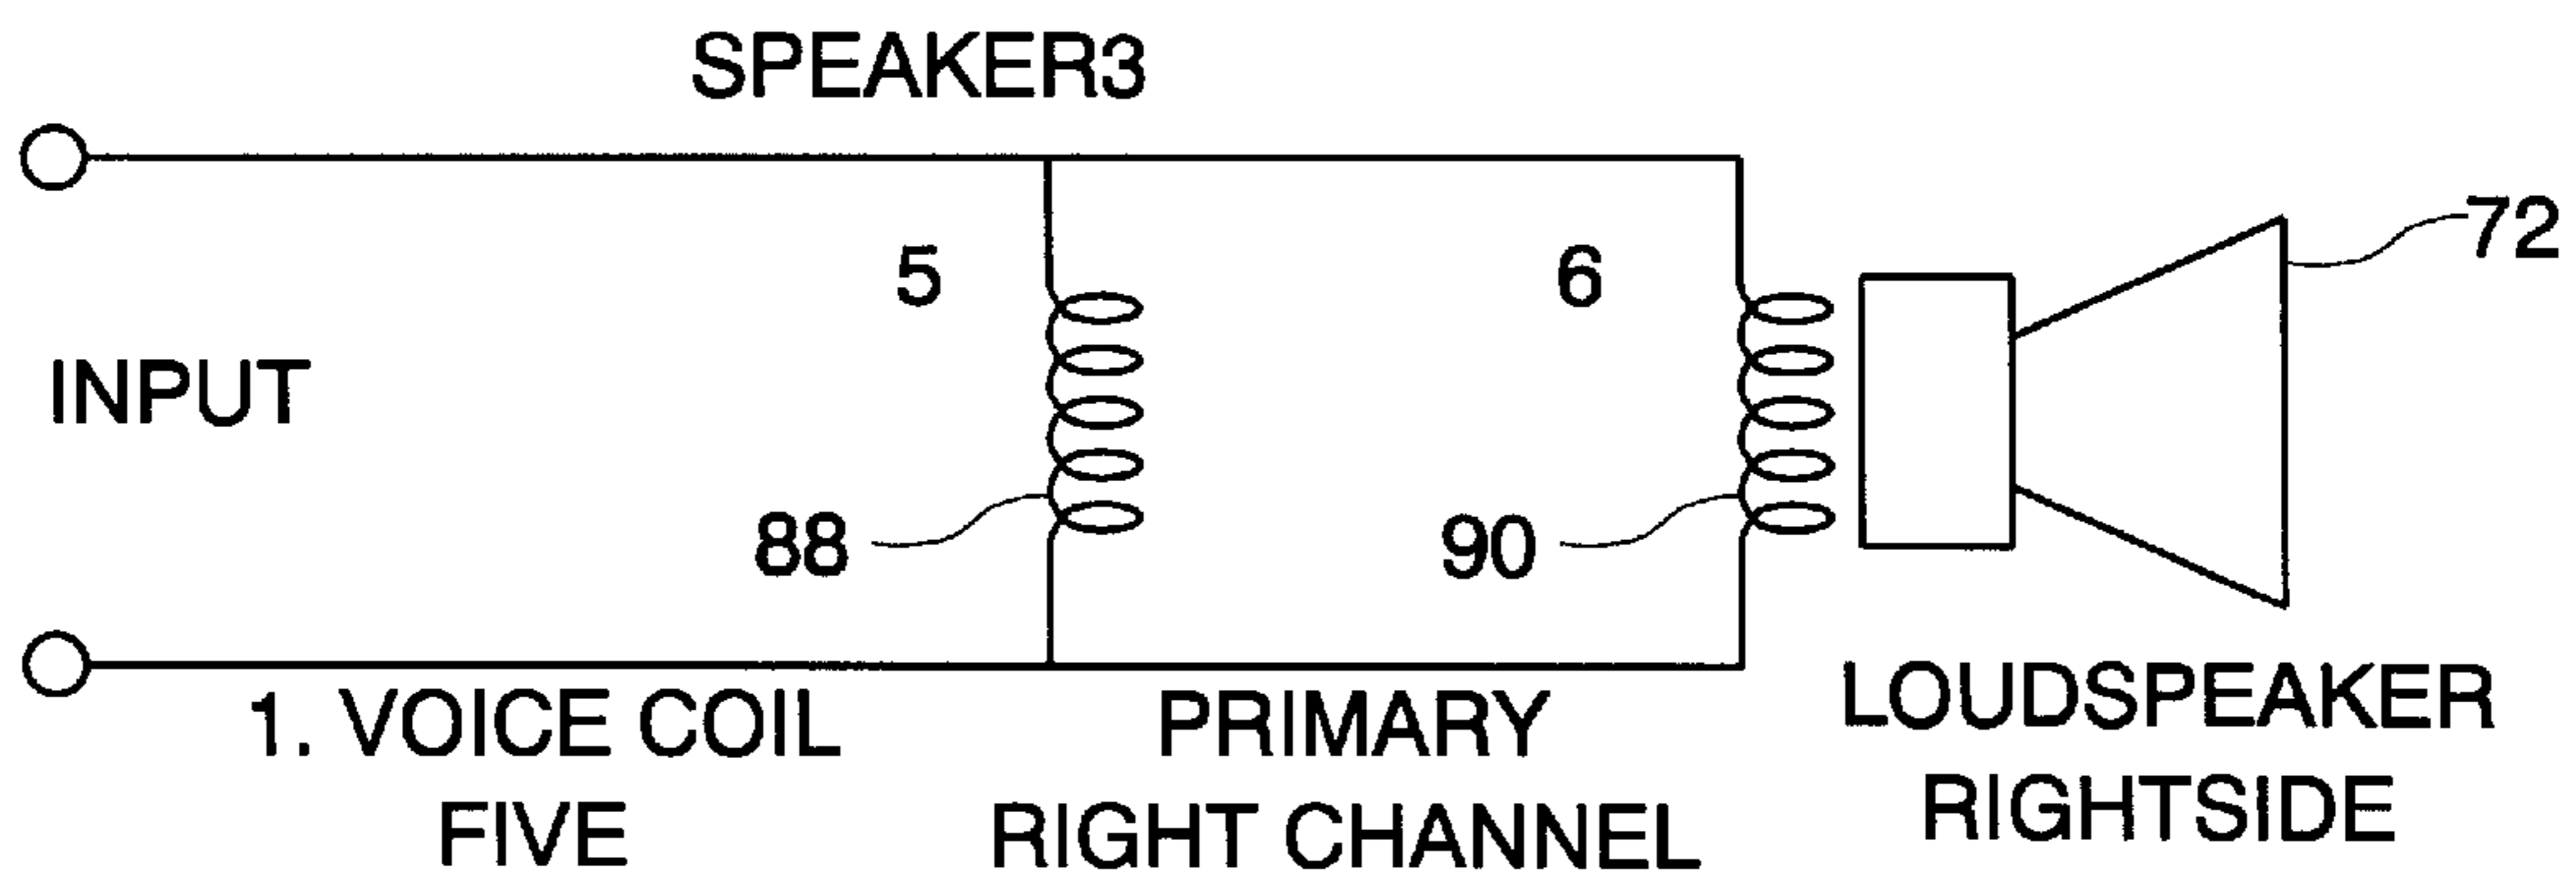 SPEAKER3
72
5
6
INPUT
88
90
1. VOICE COIL
FIVE
PRIMARY
RIGHT CHANNEL
LOUDSPEAKER
RIGHTSIDE